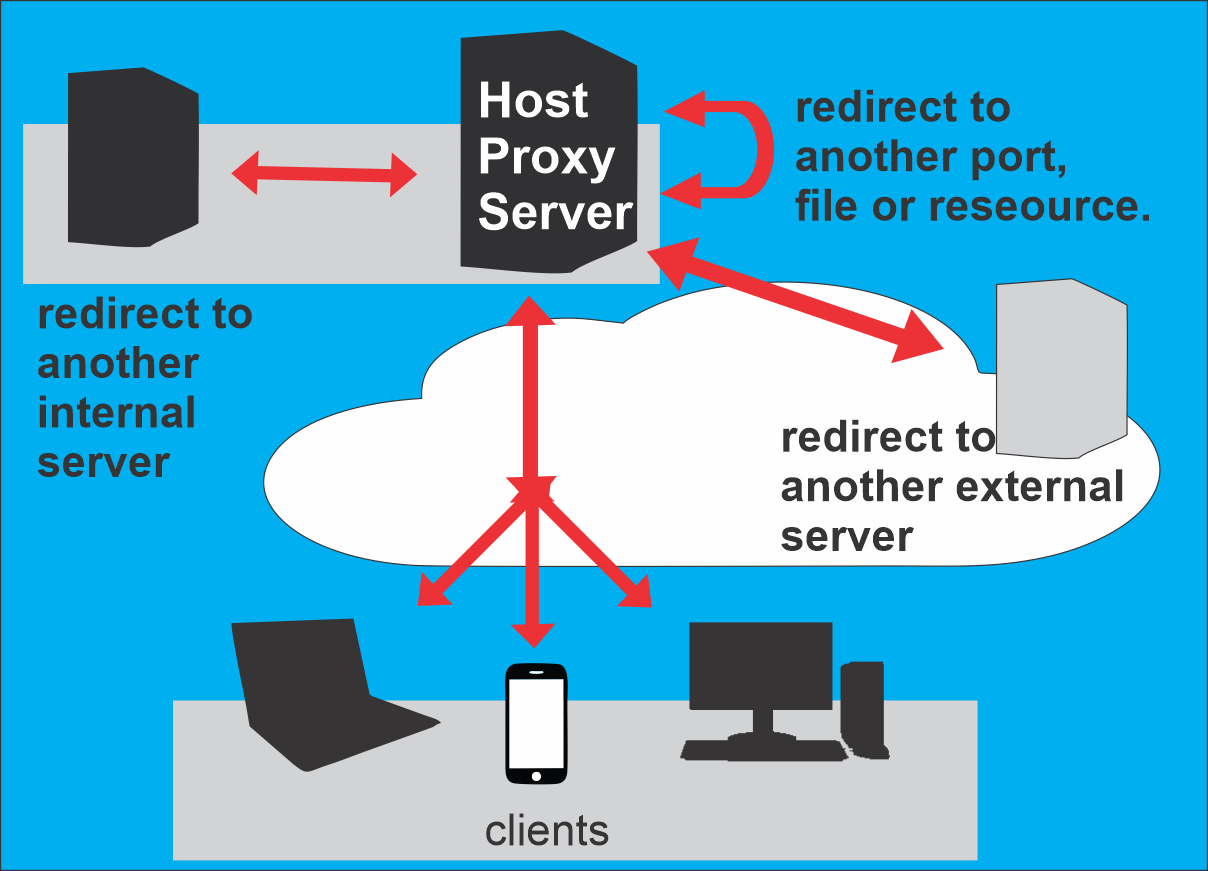 Host
Proxy
Server
redirect to
another port,
file or reseource.
redirect to
another
internal
server
redirect to
another external
server
clients